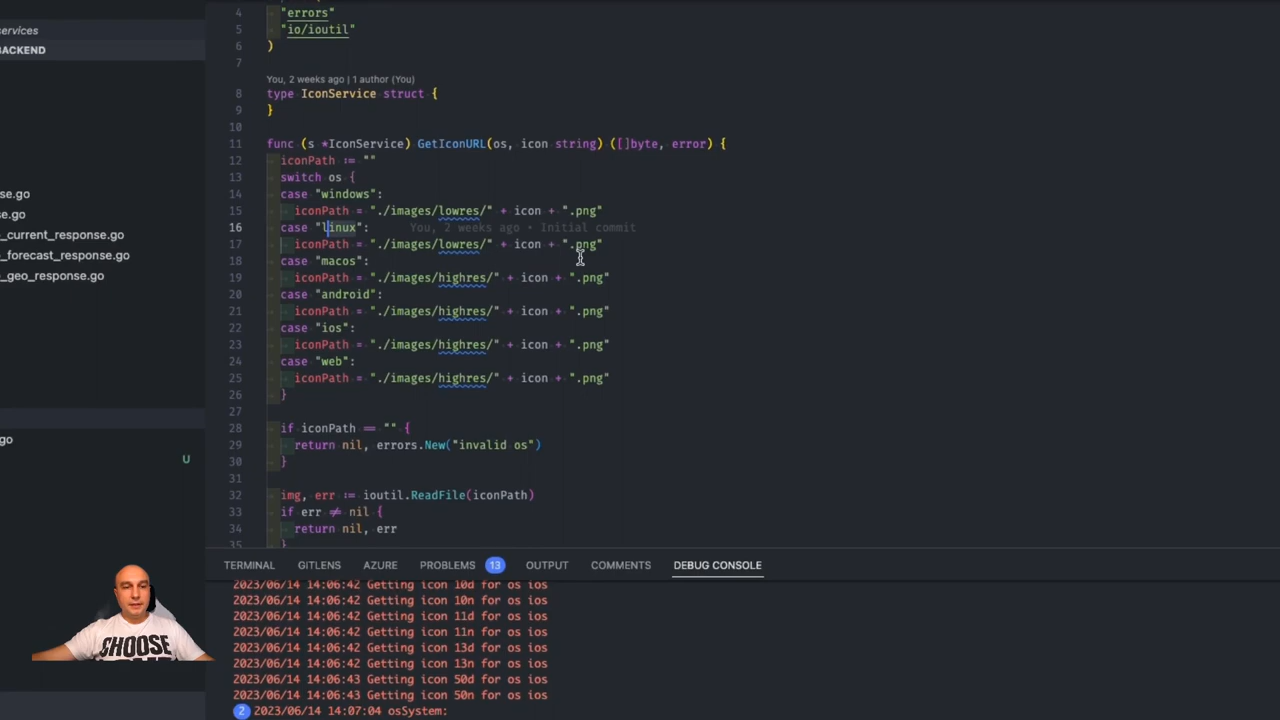 ervices
BACKEND
se.go
e.go
_current_response.go
_forecast_response.go
_geo_response.go
go
U
4 "errors"
5 "io/ioutil"
6 )
7
You, 2 weeks ago | 1 author (You)
8 type IconService struct {
9 }
10
11 func (s *IconService) GetIconURL(os, icon string) ([]byte, error) {
12 iconPath := ""
13 switch os {
14 case "windows":
15 iconPath = "./images/lowres/" + icon + ".png"
16 case "linux": You, 2 weeks ago • Initial commit
17 iconPath = "./images/lowres/" + icon + ".png"
18 case "macos":
19 iconPath = "./images/highres/" + icon + ".png"
20 case "android":
21 iconPath = "./images/highres/" + icon + ".png"
22 case "ios":
23 iconPath = "./images/highres/" + icon + ".png"
24 case "web":
25 iconPath = "./images/highres/" + icon + ".png"
26 }
27
28 if iconPath == "" {
29 return nil, errors.New("invalid os")
30 }
31
32 img, err := ioutil.ReadFile(iconPath)
33 if err ≠ nil {
34 return nil, err
35 }
TERMINAL GITLENS AZURE PROBLEMS 13 OUTPUT COMMENTS DEBUG CONSOLE
2023/06/14 14:06:42 Getting icon 10d for os ios
2023/06/14 14:06:42 Getting icon 10n for os ios
2023/06/14 14:06:42 Getting icon 11d for os ios
2023/06/14 14:06:42 Getting icon 11n for os ios
2023/06/14 14:06:42 Getting icon 13d for os ios
2023/06/14 14:06:42 Getting icon 13n for os ios
2023/06/14 14:06:43 Getting icon 50d for os ios
2023/06/14 14:06:43 Getting icon 50n for os ios
2 2023/06/14 14:07:04 osSystem:
CHOOSE